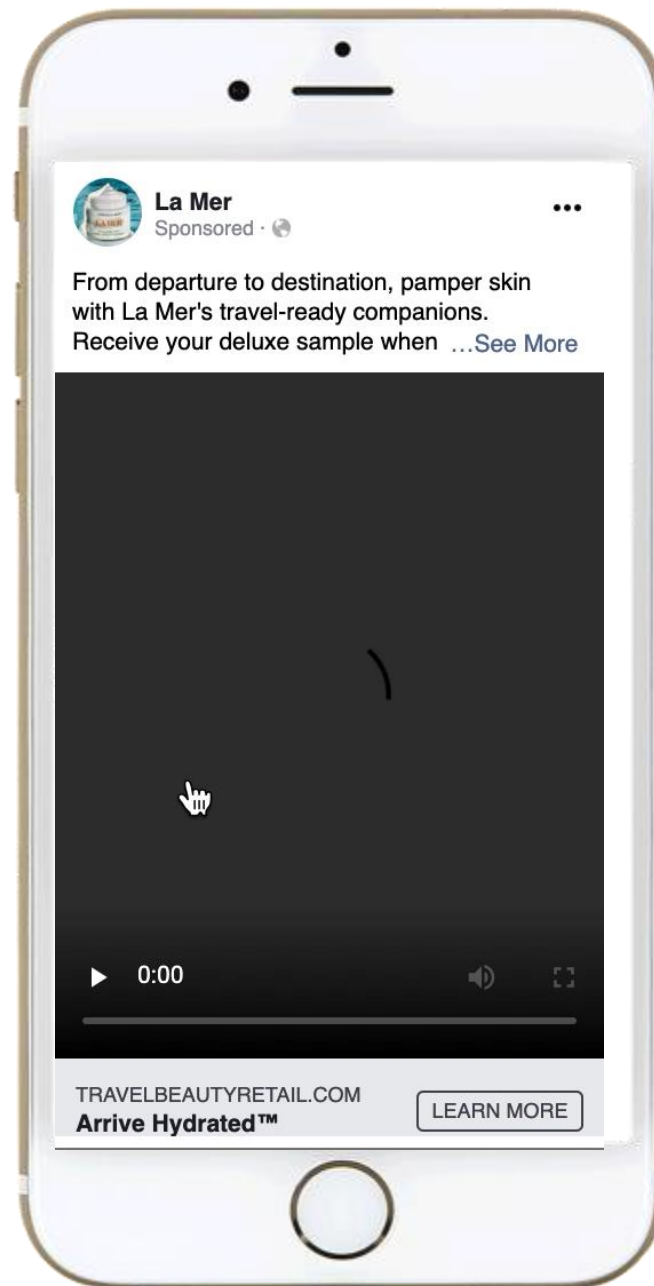 La Mer
Sponsored ·
From departure to destination, pamper skin
with La Mer's travel-ready companions.
Receive your deluxe sample when ...See More
0:00
TRAVELBEAUTYRETAIL.COM
Arrive Hydrated™
LEARN MORE